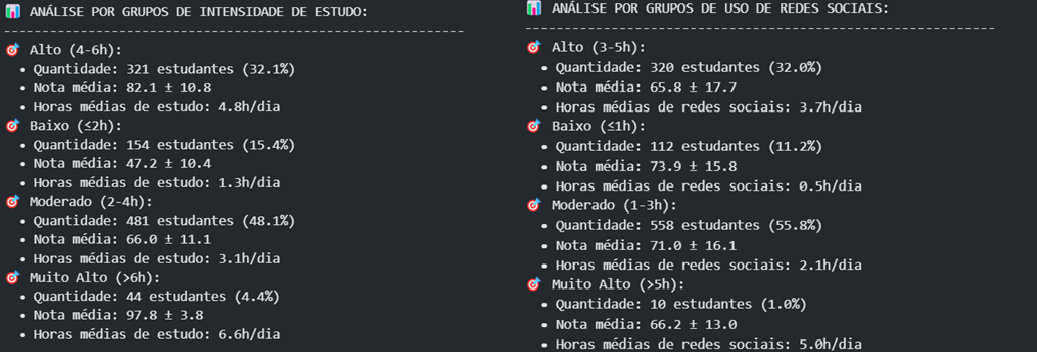 📊 ANÁLISE POR GRUPOS DE INTENSIDADE DE ESTUDO:
------------------------------------------------------------
🎯 Alto (4-6h):
• Quantidade: 321 estudantes (32.1%)
• Nota média: 82.1 ± 10.8
• Horas médias de estudo: 4.8h/dia
🎯 Baixo (≤2h):
• Quantidade: 154 estudantes (15.4%)
• Nota média: 47.2 ± 10.4
• Horas médias de estudo: 1.3h/dia
🎯 Moderado (2-4h):
• Quantidade: 481 estudantes (48.1%)
• Nota média: 66.0 ± 11.1
• Horas médias de estudo: 3.1h/dia
🎯 Muito Alto (>6h):
• Quantidade: 44 estudantes (4.4%)
• Nota média: 97.8 ± 3.8
• Horas médias de estudo: 6.6h/dia
📊 ANÁLISE POR GRUPOS DE USO DE REDES SOCIAIS:
------------------------------------------------------------
🎯 Alto (3-5h):
• Quantidade: 320 estudantes (32.0%)
• Nota média: 65.8 ± 17.7
• Horas médias de redes sociais: 3.7h/dia
🎯 Baixo (≤1h):
• Quantidade: 112 estudantes (11.2%)
• Nota média: 73.9 ± 15.8
• Horas médias de redes sociais: 0.5h/dia
🎯 Moderado (1-3h):
• Quantidade: 558 estudantes (55.8%)
• Nota média: 71.0 ± 16.1
• Horas médias de redes sociais: 2.1h/dia
🎯 Muito Alto (>5h):
• Quantidade: 10 estudantes (1.0%)
• Nota média: 66.2 ± 13.0
• Horas médias de redes sociais: 5.0h/dia